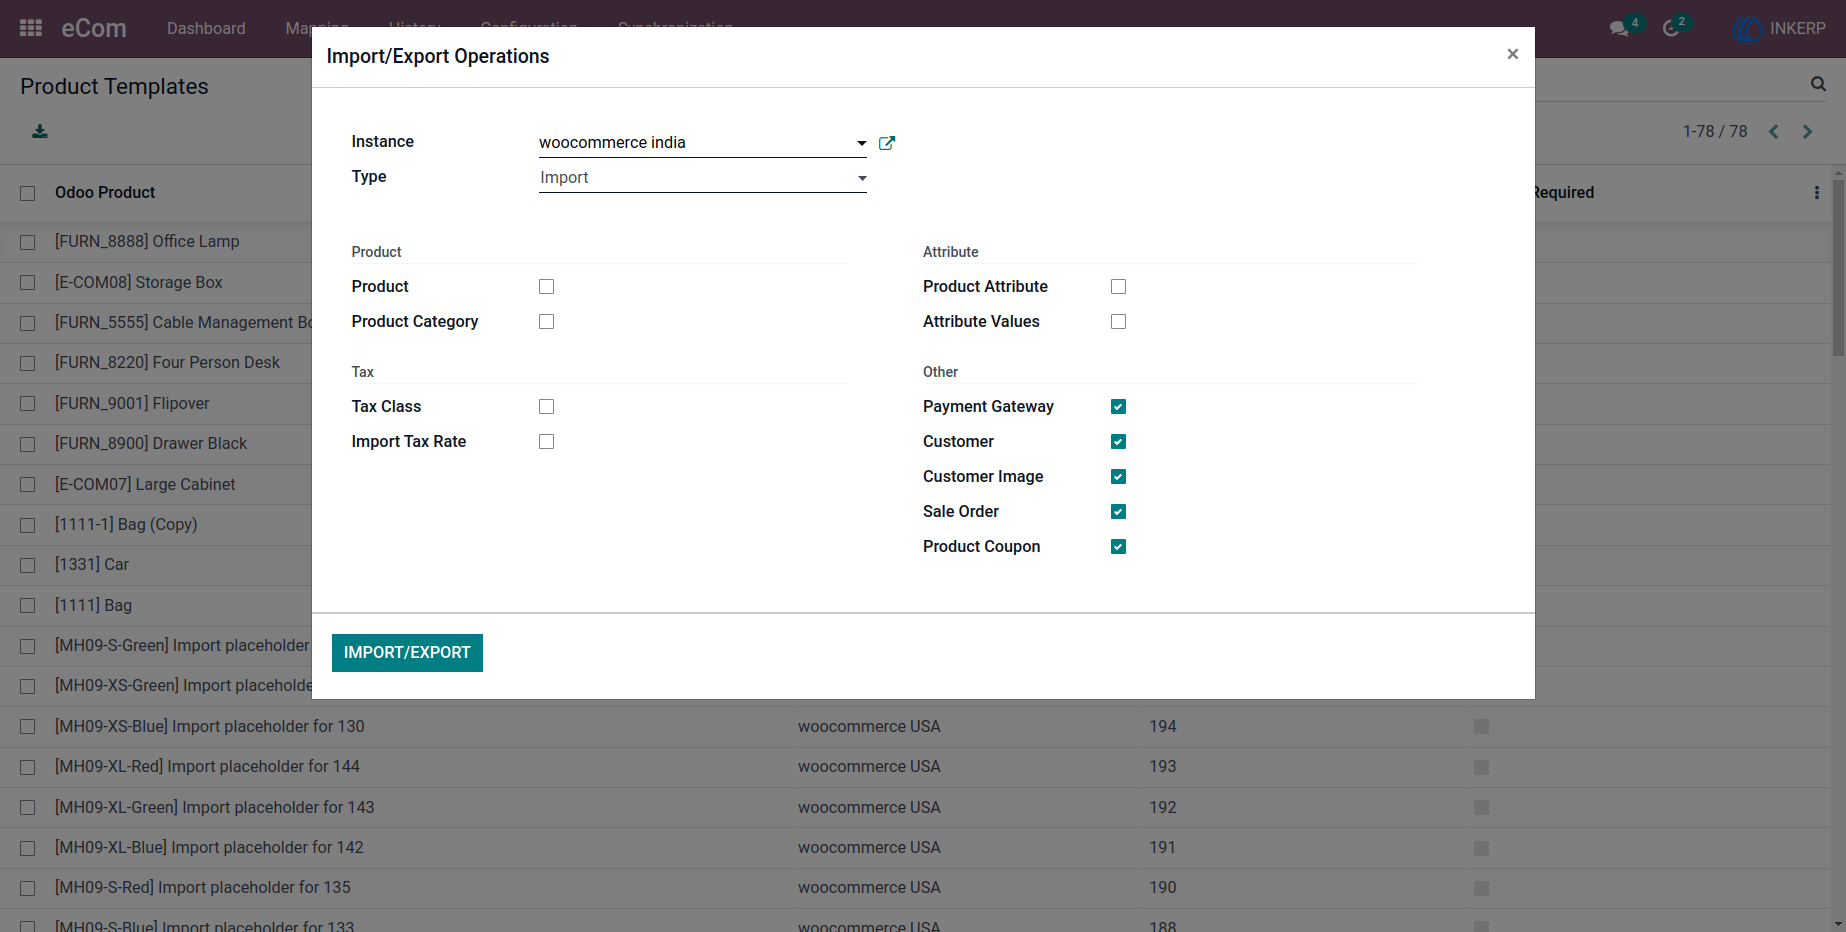 eCom Dashboard 4 2 INKERP
Import/Export Operations ×
Product Templates
1-78 / 78
Instance woocommerce india
Type Import
Odoo Product Required
Product
Product
Product Category
Attribute
Product Attribute
Attribute Values
Tax
Tax Class
Import Tax Rate
Other
Payment Gateway
Customer
Customer Image
Sale Order
Product Coupon
IMPORT/EXPORT
[FURN_8888] Office Lamp
[E-COM08] Storage Box
[FURN_5555] Cable Management
[FURN_8220] Four Person Desk
[FURN_9001] Flipover
[FURN_8900] Drawer Black
[E-COM07] Large Cabinet
[1111-1] Bag (Copy)
[1331] Car
[1111] Bag
[MH09-S-Green] Import placeholder
[MH09-XS-Green] Import
[MH09-XS-Blue] Import placeholder for 130 woocommerce USA 194
[MH09-XL-Red] Import placeholder for 144 woocommerce USA 193
[MH09-XL-Green] Import placeholder for 143 woocommerce USA 192
[MH09-XL-Blue] Import placeholder for 142 woocommerce USA 191
[MH09-S-Red] Import placeholder for 135 woocommerce USA 190
[MH09-S-Blue] Import placeholder for 133 woocommerce USA 188